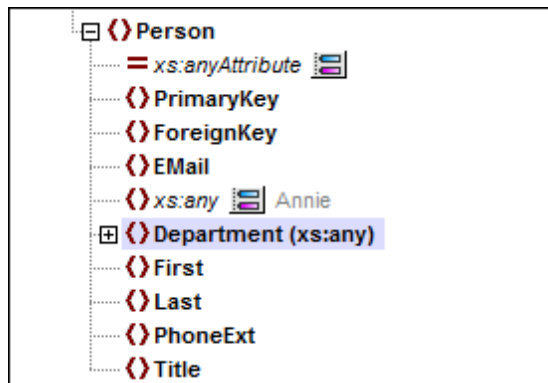 Person
xs:anyAttribute
PrimaryKey
ForeignKey
EMail
xs:any Annie
Department (xs:any)
First
Last
PhoneExt
Title